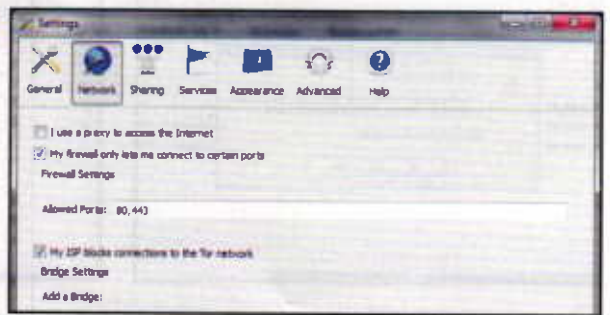 Settings
General Network Sharing Services Appearance Advanced Help
I use a proxy to access the Internet
My firewall only lets me connect to certain ports
Firewall Settings
Allowed Ports: 80,443
My ISP blocks connections to the Tor network
Bridge Settings
Add a Bridge: